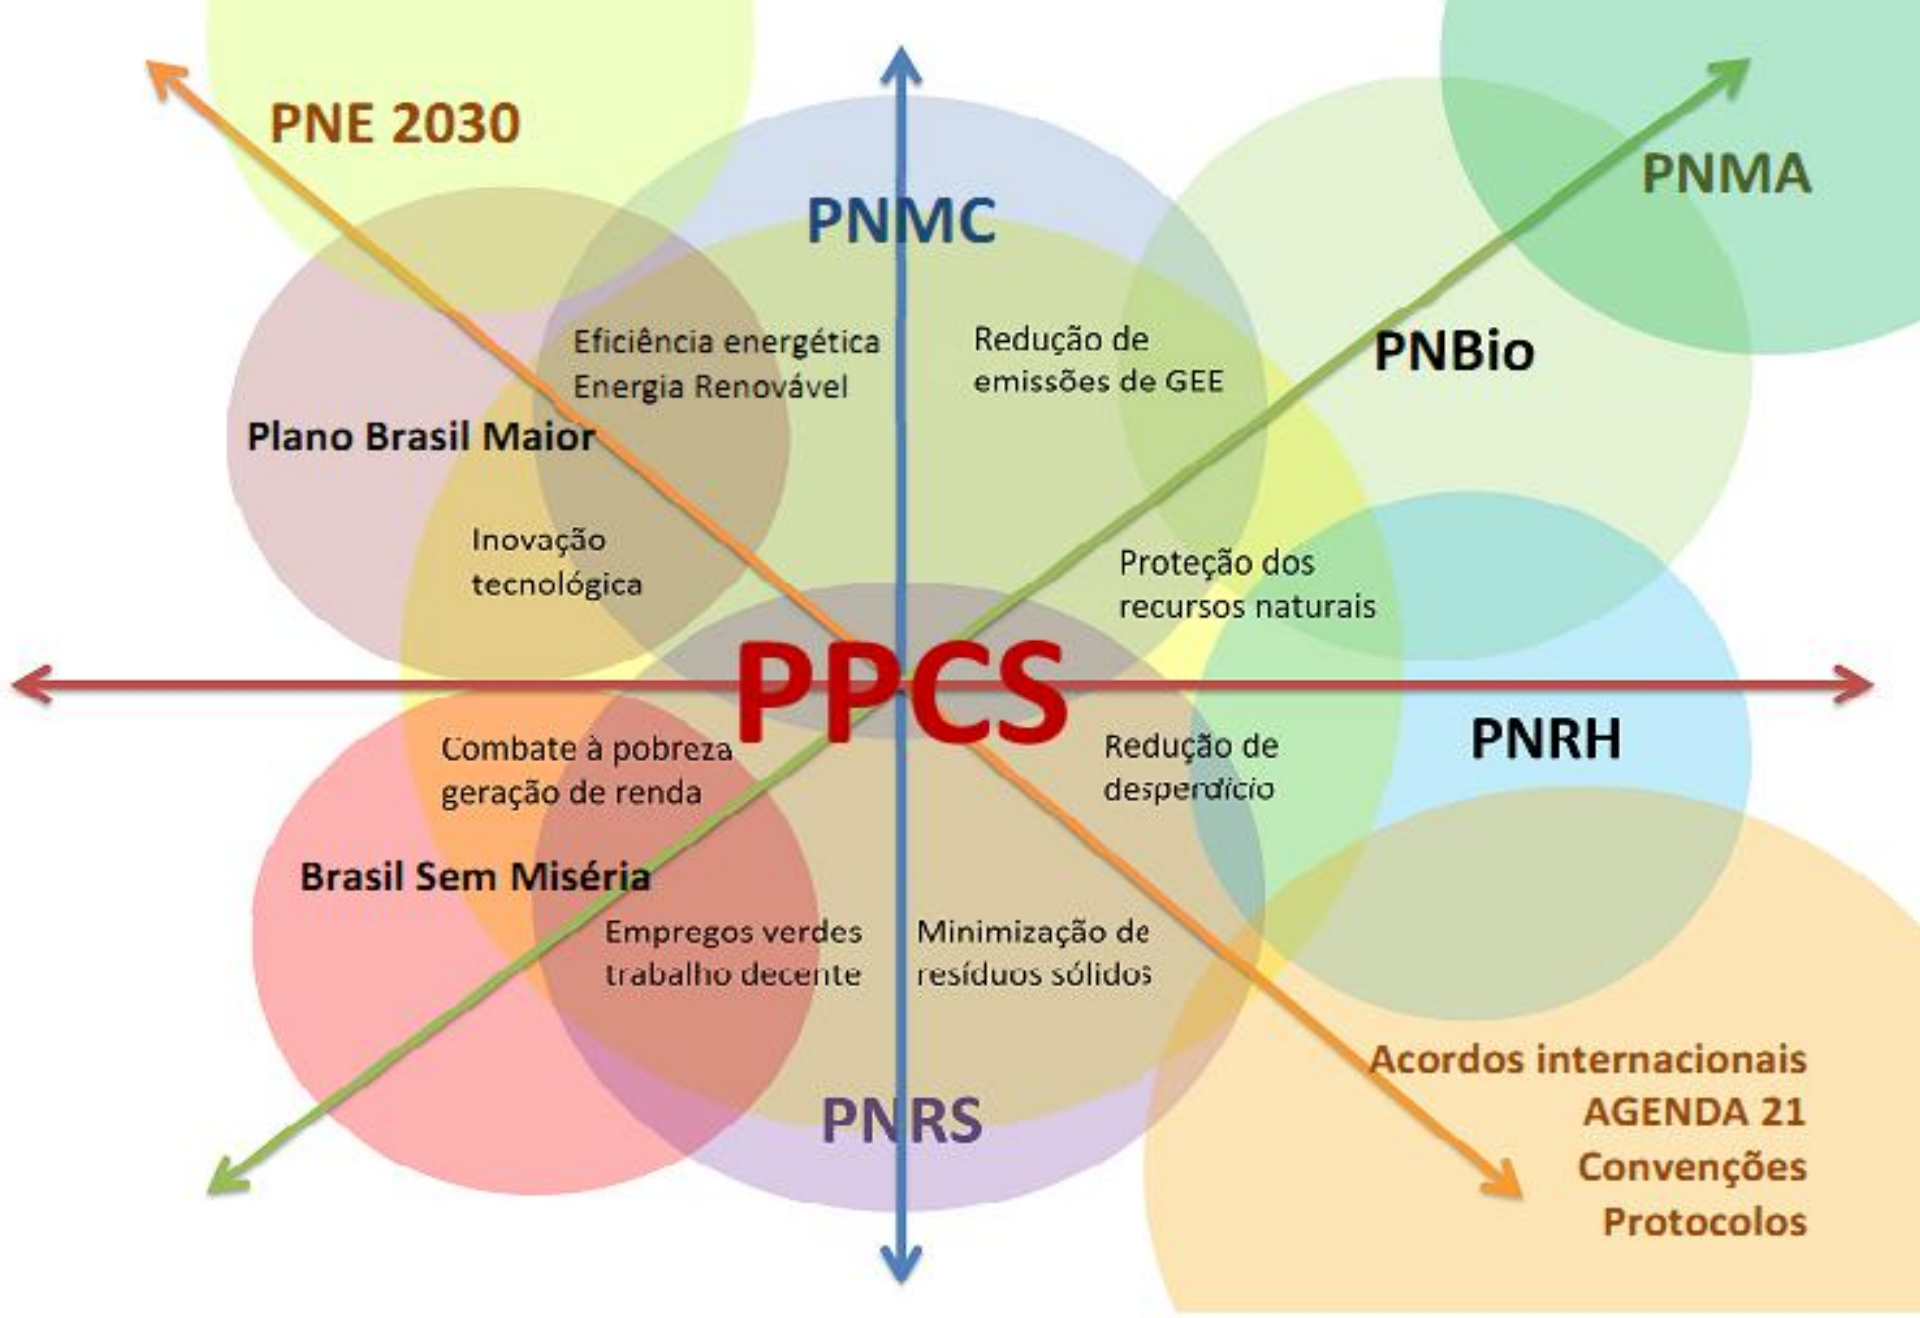 PNE 2030
PNMA
PNMC
PNBio
Eficiência energética
Energia Renovável
Redução de
emissões de GEE
Plano Brasil Maior
Inovação
tecnológica
Proteção dos
recursos naturais
PPCS
PNRH
Combate à pobreza
geração de renda
Redução de
desperdício
Brasil Sem Miséria
Empregos verdes
trabalho decente
Minimização de
resíduos sólidos
PNRS
Acordos internacionais
AGENDA 21
Convenções
Protocolos